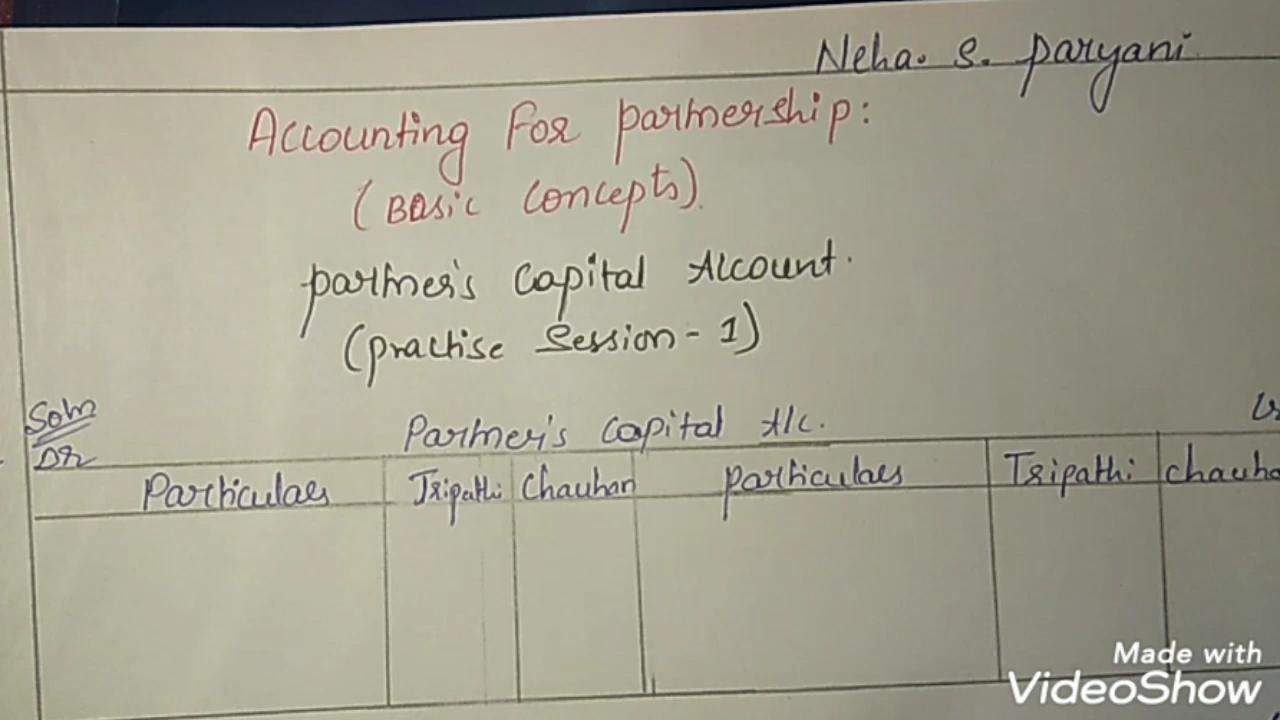 Neha. S. Paryani
Accounting For partnership:
(Basic Concepts).
partner's Capital Account.
(practise Session - 1)
Soln
Partner's Capital A/c.
Dr
Particulars Tripathi Chauhan particulars Tripathi chauha
Made with
VideoShow